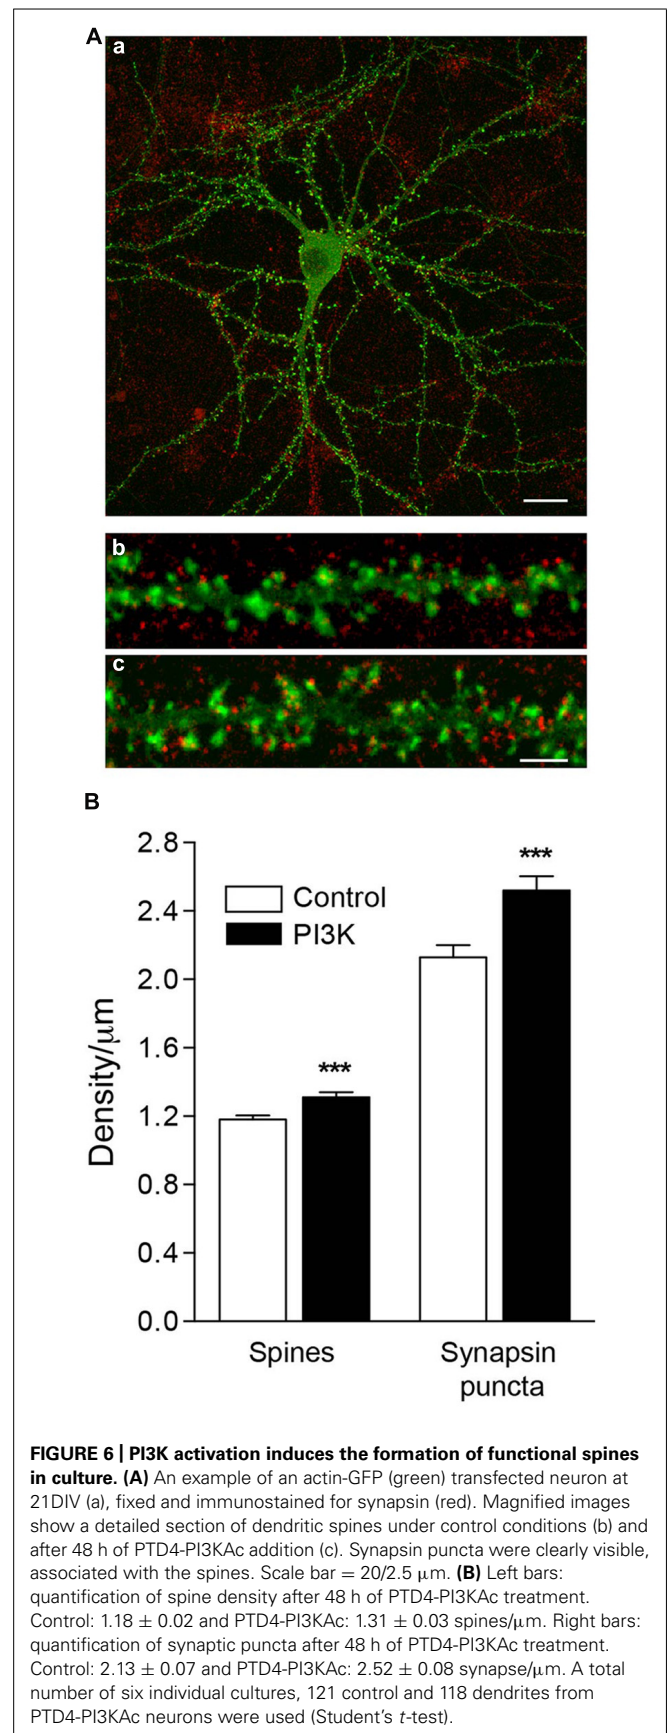 A
a
b
c
B
2.8
2.4
2.0
1.6
1.2
0.8
0.4
0.0
Density/μm
Control
PI3K
***
***
Spines
Synapsin
puncta
FIGURE 6 | PI3K activation induces the formation of functional spines
in culture. (A) An example of an actin-GFP (green) transfected neuron at
21DIV (a), fixed and immunostained for synapsin (red). Magnified images
show a detailed section of dendritic spines under control conditions (b) and
after 48 h of PTD4-PI3KAc addition (c). Synapsin puncta were clearly visible,
associated with the spines. Scale bar = 20/2.5 μm. (B) Left bars:
quantification of spine density after 48 h of PTD4-PI3KAc treatment.
Control: 1.18 ± 0.02 and PTD4-PI3KAc: 1.31 ± 0.03 spines/μm. Right bars:
quantification of synaptic puncta after 48 h of PTD4-PI3KAc treatment.
Control: 2.13 ± 0.07 and PTD4-PI3KAc: 2.52 ± 0.08 synapse/μm. A total
number of six individual cultures, 121 control and 118 dendrites from
PTD4-PI3KAc neurons were used (Student's t-test).